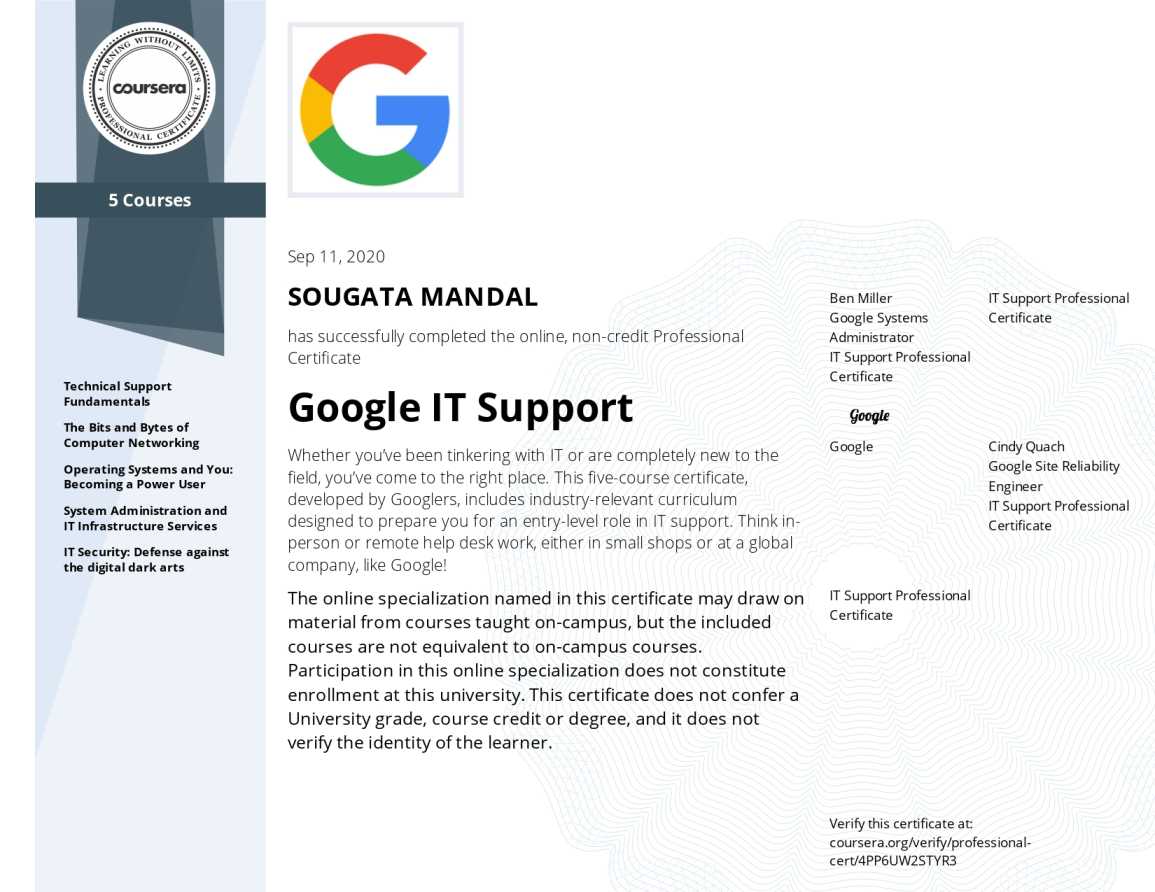 LEARNING WITHOUT LIMITS
coursera
PROFESSIONAL CERTIFICATE
5 Courses
Technical Support
Fundamentals
The Bits and Bytes of
Computer Networking
Operating Systems and You:
Becoming a Power User
System Administration and
IT Infrastructure Services
IT Security: Defense against
the digital dark arts
Sep 11, 2020
SOUGATA MANDAL
has successfully completed the online, non-credit Professional
Certificate
Google IT Support
Whether you’ve been tinkering with IT or are completely new to the
field, you’ve come to the right place. This five-course certificate,
developed by Googlers, includes industry-relevant curriculum
designed to prepare you for an entry-level role in IT support. Think in-
person or remote help desk work, either in small shops or at a global
company, like Google!
The online specialization named in this certificate may draw on
material from courses taught on-campus, but the included
courses are not equivalent to on-campus courses.
Participation in this online specialization does not constitute
enrollment at this university. This certificate does not confer a
University grade, course credit or degree, and it does not
verify the identity of the learner.
Ben Miller
Google Systems
Administrator
IT Support Professional
Certificate
IT Support Professional
Certificate
Google
Google
Cindy Quach
Google Site Reliability
Engineer
IT Support Professional
Certificate
IT Support Professional
Certificate
Verify this certificate at:
coursera.org/verify/professional-
cert/4PP6UW2STYR3